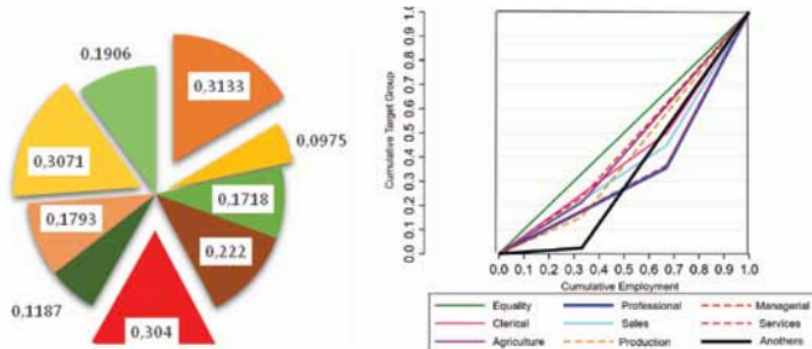 0,1906
0,3133
0,0975
0,3071
0,1718
0,1793
0,222
0,1187
0,304
Cumulative Target Group
0.0 0.1 0.2 0.3 0.4 0.5 0.6 0.7 0.8 0.9 1.0
0.0 0.1 0.2 0.3 0.4 0.5 0.6 0.7 0.8 0.9 1.0
Cumulative Employment
Equality Professional Managerial
Clerical Sales Services
Agriculture Production Anothers